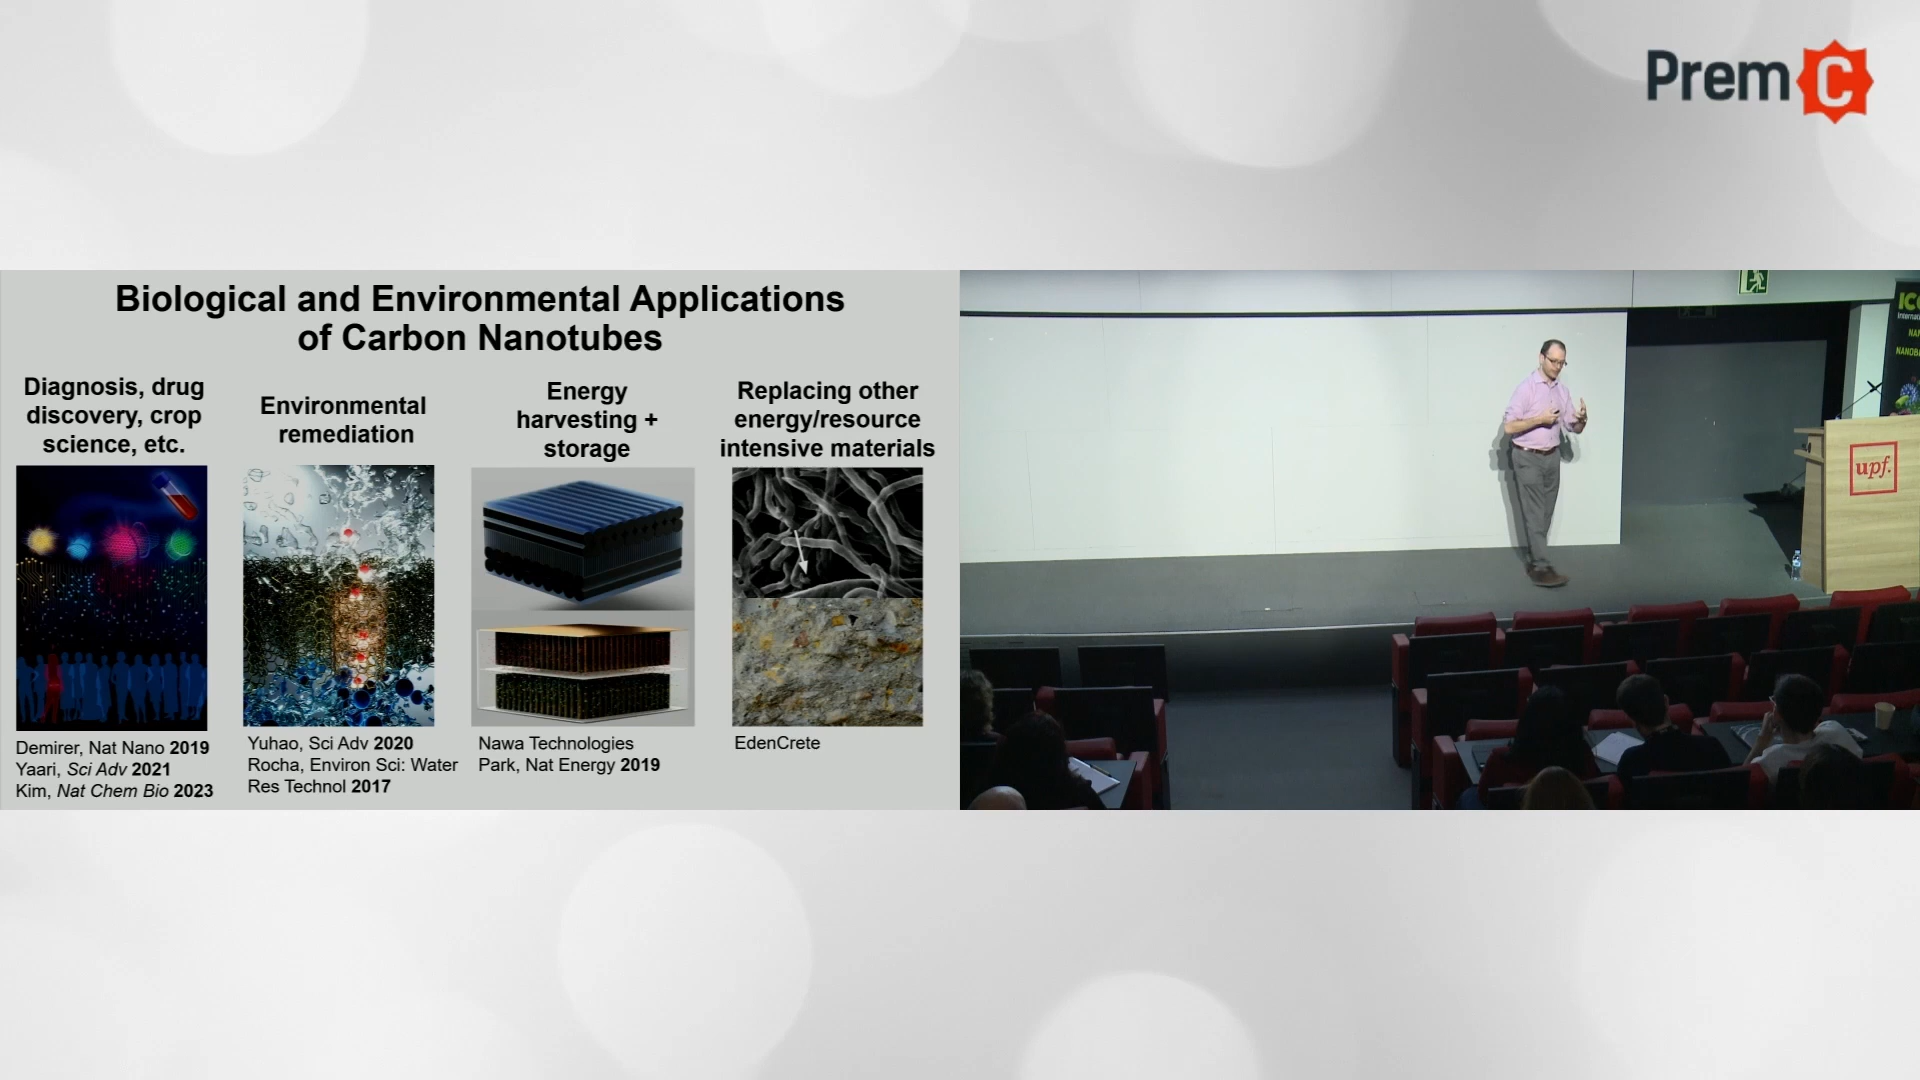 Prem C
Biological and Environmental Applications
of Carbon Nanotubes
Diagnosis, drug
discovery, crop
science, etc.
Environmental
remediation
Energy
harvesting +
storage
Replacing other
energy/resource
intensive materials
Demirer, Nat Nano 2019
Yaari, Sci Adv 2021
Kim, Nat Chem Bio 2023
Yuhao, Sci Adv 2020
Rocha, Environ Sci: Water
Res Technol 2017
Nawa Technologies
Park, Nat Energy 2019
EdenCrete
upf.